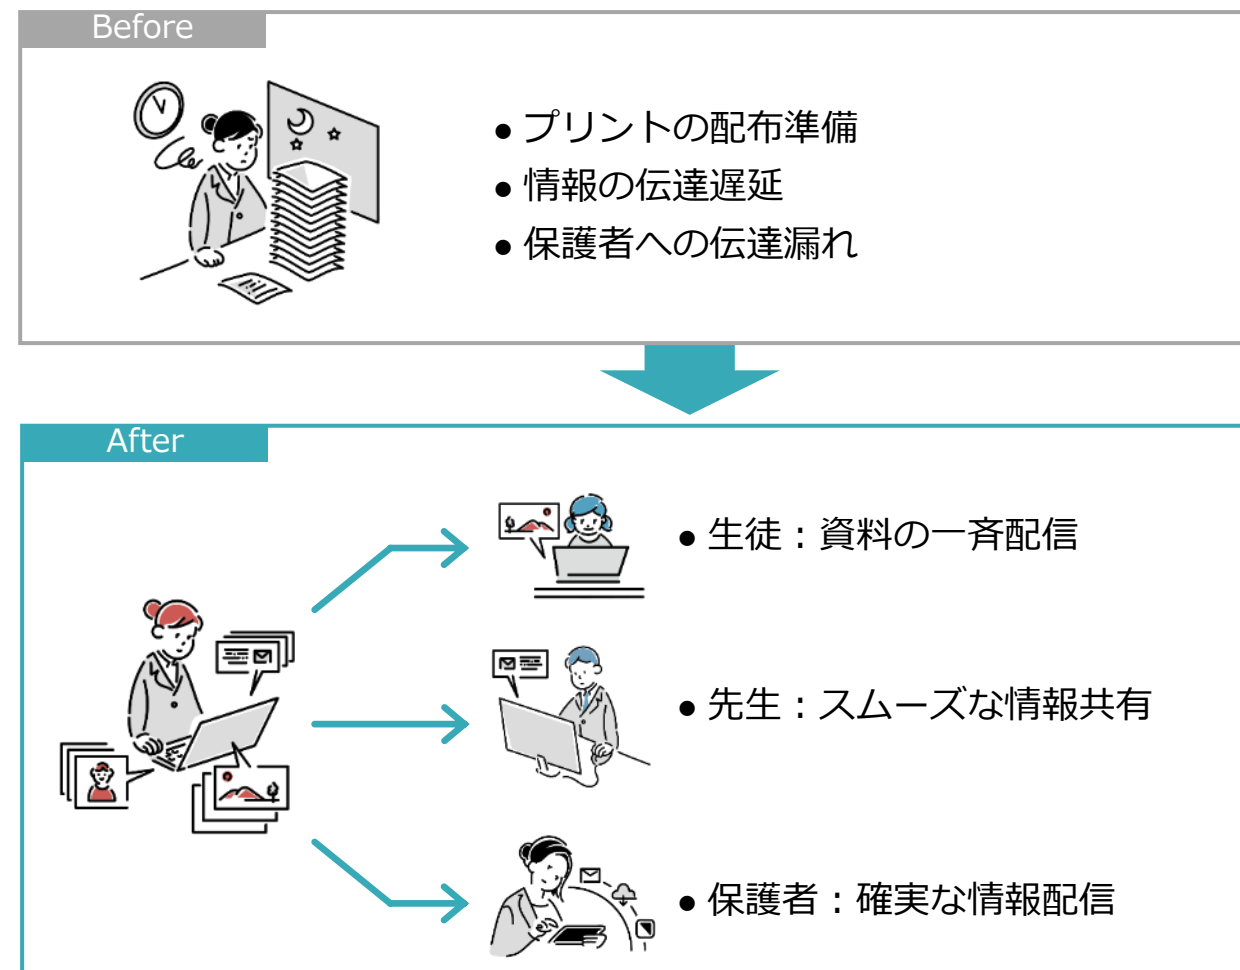 Before
● プリントの配布準備
● 情報の伝達遅延
● 保護者への伝達漏れ
After
● 生徒：資料の一斉配信
● 先生：スムーズな情報共有
● 保護者：確実な情報配信